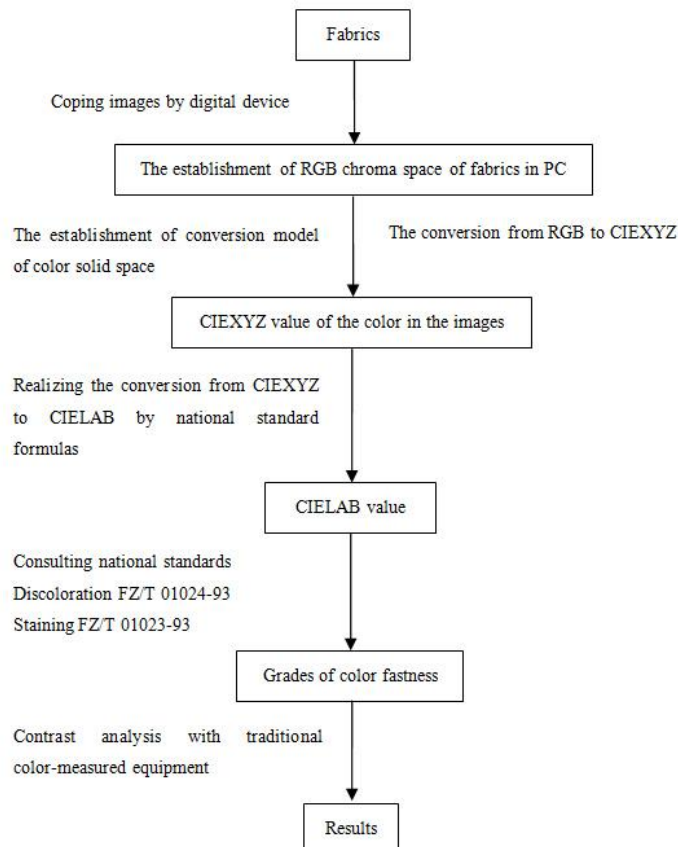 Fabrics
Coping images by digital device
The establishment of RGB chroma space of fabrics in PC
The establishment of conversion model
of color solid space
The conversion from RGB to CIEXYZ
CIEXYZ value of the color in the images
Realizing the conversion from CIEXYZ
to CIELAB by national standard
formulas
CIELAB value
Consulting national standards
Discoloration FZ/T 01024-93
Staining FZ/T 01023-93
Grades of color fastness
Contrast analysis with traditional
color-measured equipment
Results